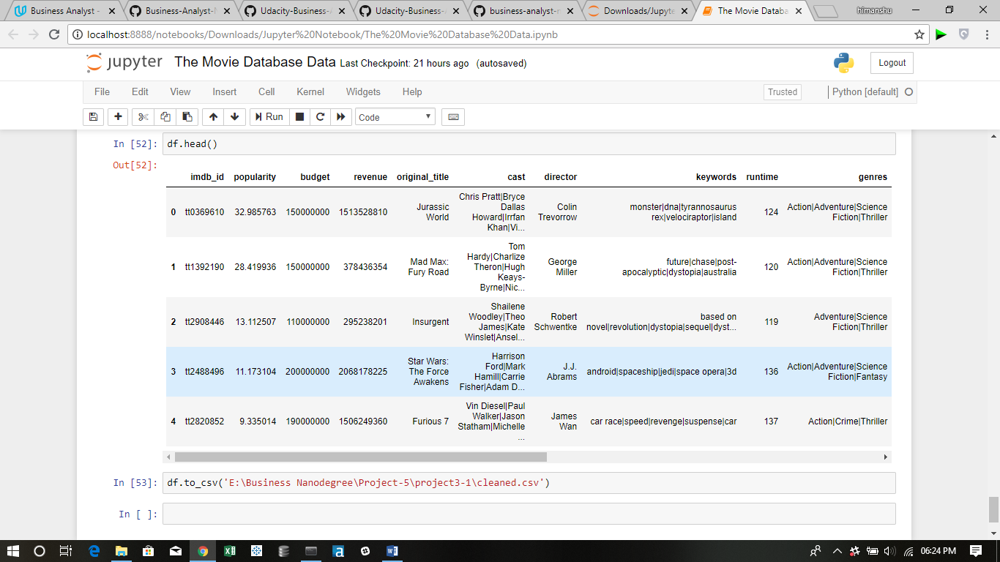 Business Analyst -
Business-Analyst-N
Udacity-Business-A
Udacity-Business-A
business-analyst-n
Downloads/Jupyte
The Movie Databa
himanshu
localhost:8888/notebooks/Downloads/Jupyter%20Notebook/The%20Movie%20Database%20Data.ipynb
jupyter The Movie Database Data Last Checkpoint: 21 hours ago (autosaved)
Logout
File Edit View Insert Cell Kernel Widgets Help
Trusted
Python [default]
Run
Code
In [52]: df.head()
Out[52]:
imdb_id popularity budget revenue original_title cast director keywords runtime genres
0 tt0369610 32.985763 150000000 1513528810
Jurassic
World
Chris Pratt|Bryce
Dallas
Howard|Irrfan
Khan|Vi...
Colin
Trevorrow
monster|dna|tyrannosaurus
rex|velociraptor|island
124
Action|Adventure|Science
Fiction|Thriller
1 tt1392190 28.419936 150000000 378436354
Mad Max:
Fury Road
Tom
Hardy|Charlize
Theron|Hugh
Keays-
Byrne|Nic...
George
Miller
future|chase|post-
apocalyptic|dystopia|australia
120
Action|Adventure|Science
Fiction|Thriller
2 tt2908446 13.112507 110000000 295238201
Insurgent
Shailene
Woodley|Theo
James|Kate
Winslet|Ansel...
Robert
Schwentke
based on
novel|revolution|dystopia|sequel|dyst...
119
Adventure|Science
Fiction|Thriller
3 tt2488496 11.173104 200000000 2068178225
Star Wars:
The Force
Awakens
Harrison
Ford|Mark
Hamill|Carrie
Fisher|Adam D...
J.J.
Abrams
android|spaceship|jedi|space opera|3d
136
Action|Adventure|Science
Fiction|Fantasy
4 tt2820852 9.335014 190000000 1506249360
Furious 7
Vin Diesel|Paul
Walker|Jason
Statham|Michelle
...
James
Wan
car race|speed|revenge|suspense|car
137
Action|Crime|Thriller
In [53]: df.to_csv('E:\Business Nanodegree\Project-5\project3-1\cleaned.csv')
In [ ]:
06:24 PM